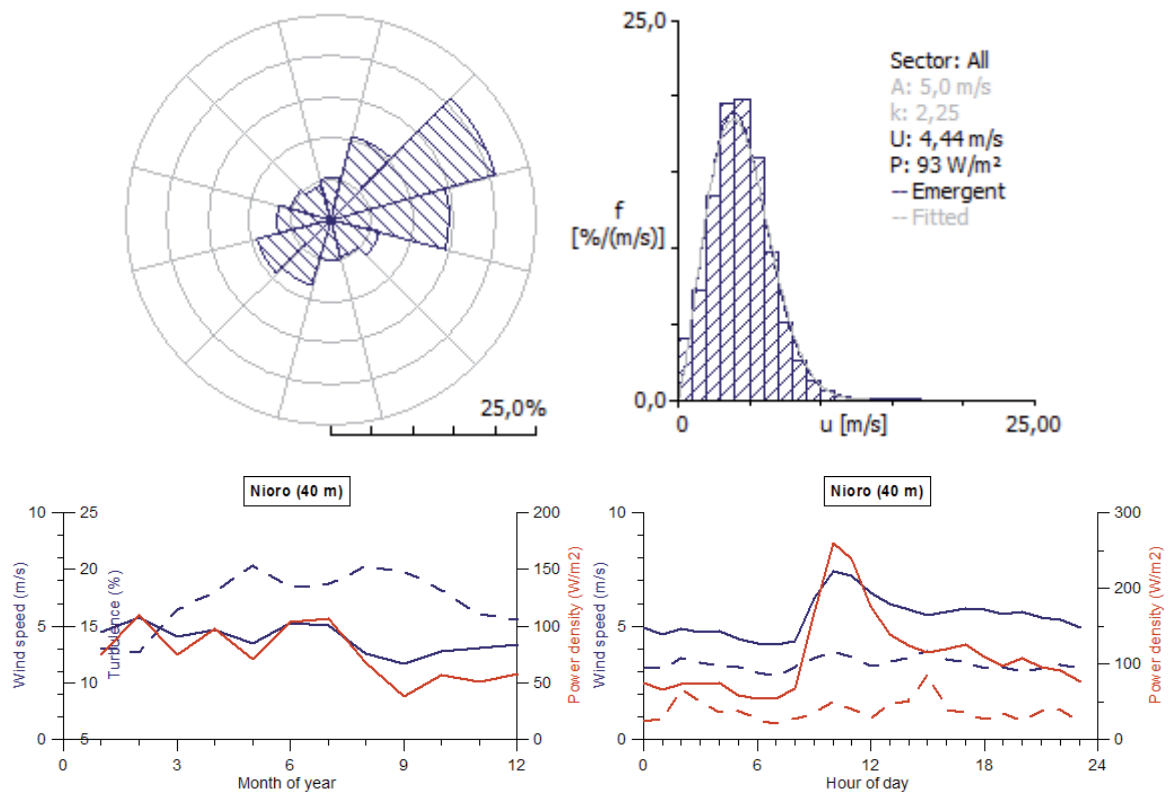 25,0%
25,0
f
[%/(m/s)]
0,0
0
u [m/s]
25,00
Sector: All
A: 5,0 m/s
k: 2,25
U: 4,44 m/s
P: 93 W/m²
Emergent
Fitted
Nioro (40 m)
10
5
0
Wind speed (m/s)
25
20
15
10
5
Turbulence (%)
200
150
100
50
0
Power density (W/m2)
0
3
6
9
12
Month of year
Nioro (40 m)
10
5
0
Wind speed (m/s)
300
200
100
0
Power density (W/m2)
0
6
12
18
24
Hour of day